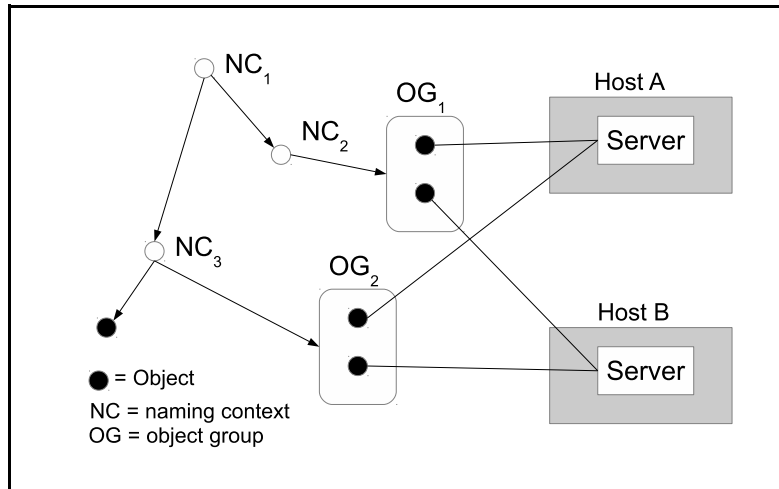 NC₁
OG₁
Host A
Server
NC₂
NC₃
OG₂
Host B
Server
= Object
NC = naming context
OG = object group